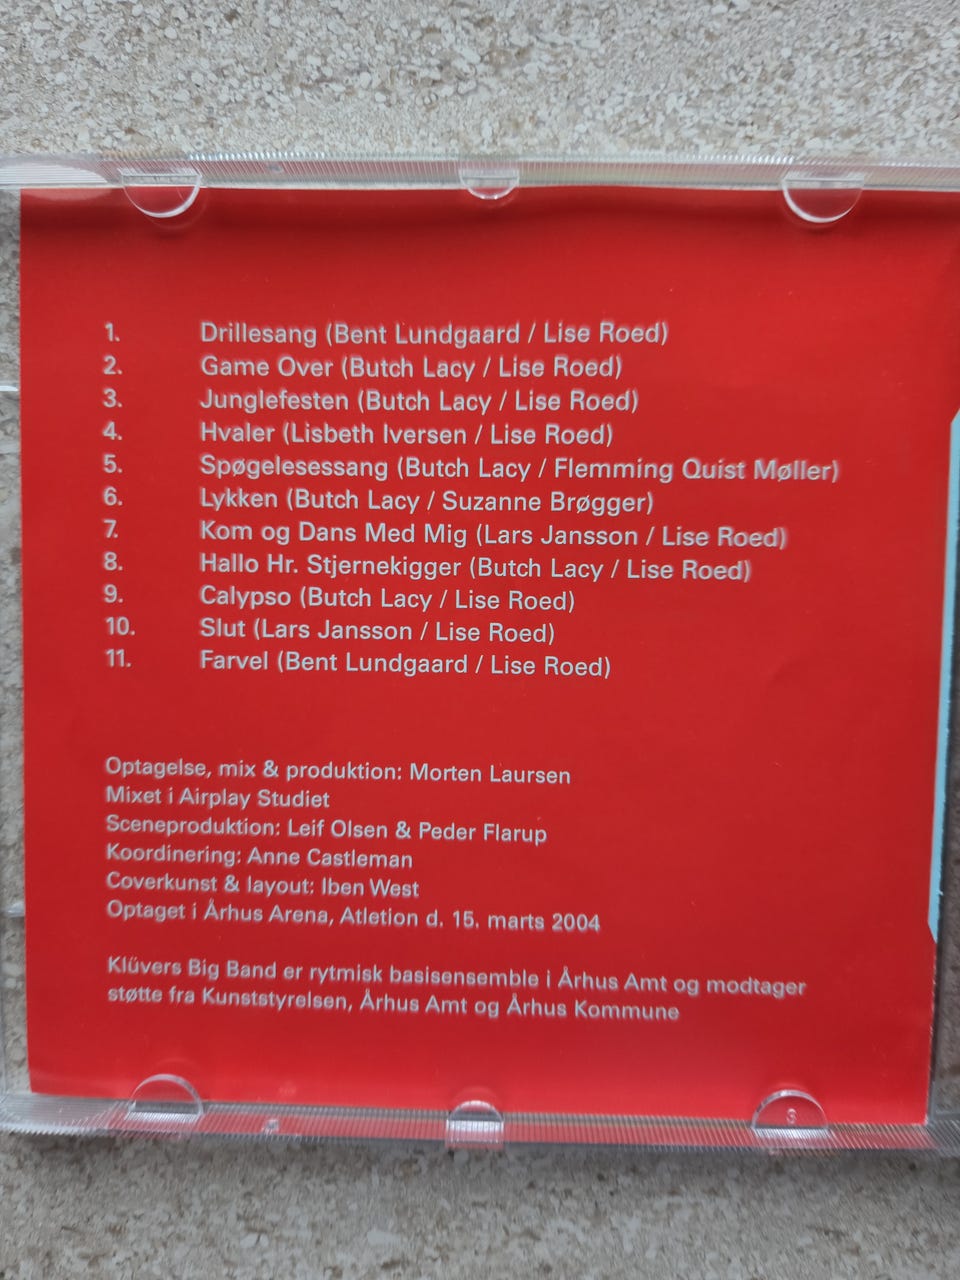 1. Drillesang (Bent Lundgaard / Lise Roed)
2. Game Over (Butch Lacy / Lise Roed)
3. Junglefesten (Butch Lacy / Lise Roed)
4. Hvaler (Lisbeth Iversen / Lise Roed)
5. Spøgelsessang (Butch Lacy / Flemming Quist Møller)
6. Lykken (Butch Lacy / Suzanne Brøgger)
7. Kom og Dans Med Mig (Lars Jansson / Lise Roed)
8. Hallo Hr. Stjernekigger (Butch Lacy / Lise Roed)
9. Calypso (Butch Lacy / Lise Roed)
10. Slut (Lars Jansson / Lise Roed)
11. Farvel (Bent Lundgaard / Lise Roed)
Optagelse, mix & produktion: Morten Laursen
Mixet i Airplay Studiet
Sceneproduktion: Leif Olsen & Peder Flarup
Koordinering: Anne Castleman
Coverkunst & layout: Iben West
Optaget i Århus Arena, Atletion d. 15. marts 2004
Klüvers Big Band er rytmisk basisensemble i Århus Amt og modtager
støtte fra Kunststyrelsen, Århus Amt og Århus Kommune